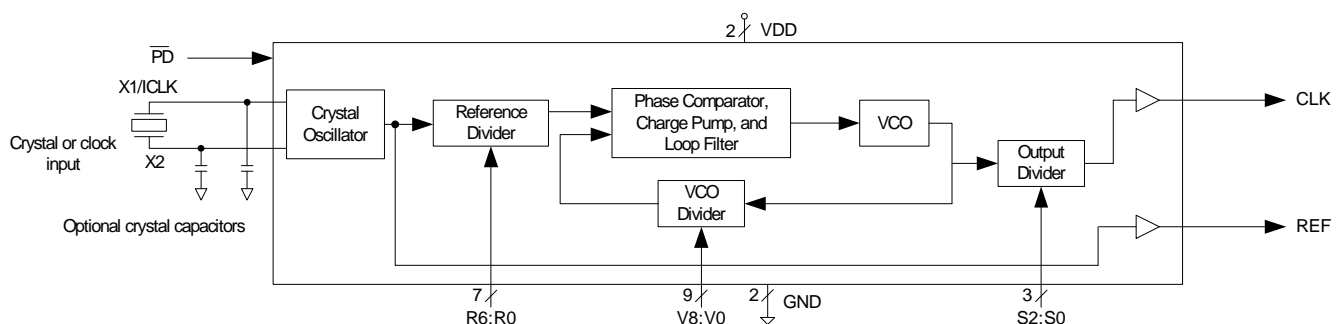 2
VDD
PD
X1/ICLK
Crystal or clock
input
X2
Optional crystal capacitors
Crystal
Oscillator
Reference
Divider
Phase Comparator,
Charge Pump, and
Loop Filter
VCO
VCO
Divider
Output
Divider
CLK
REF
7
R6:R0
9
V8:V0
2
GND
3
S2:S0